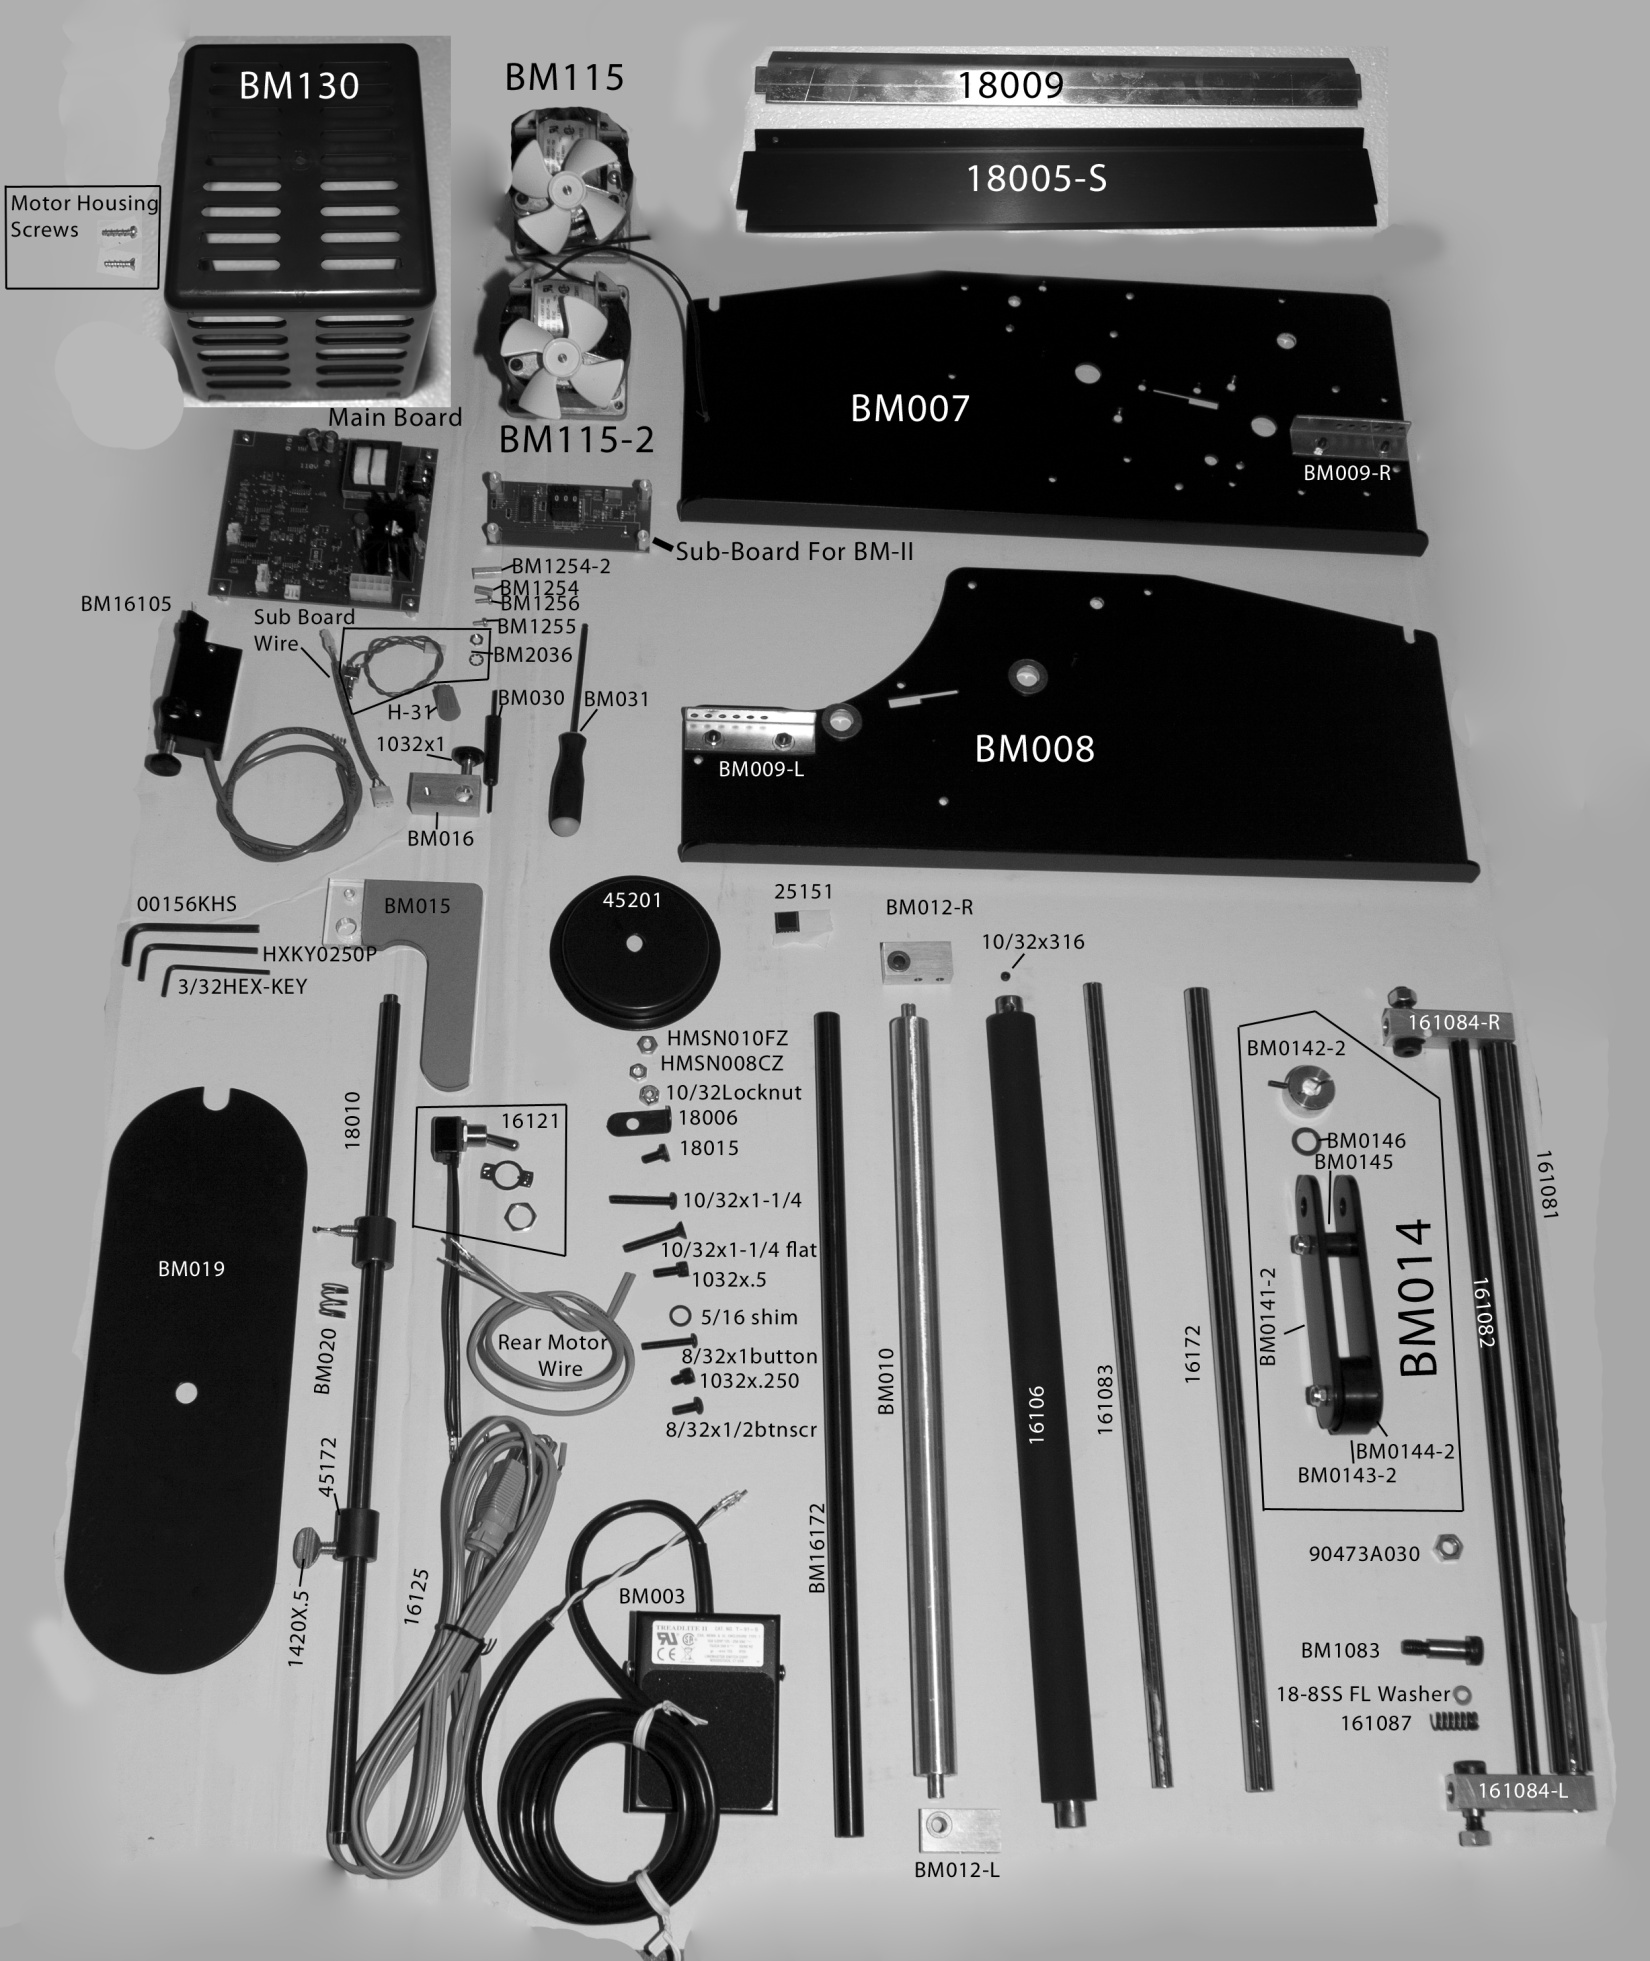 BM130
BM115
18009
18005-S
Motor Housing
Screws
BM007
BM009-R
Main Board
BM115-2
Sub-Board For BM-II
BM1254-2
BM1254
BM1256
BM1255
BM2036
BM16105
Sub Board
Wire
H-31
BM030
BM031
1032x1
BM016
BM008
BM009-L
00156KHS
HXKY0250P
3/32HEX-KEY
BM015
45201
25151
BM012-R
10/32x316
HMSN010FZ
HMSN008CZ
10/32Locknut
18006
18015
10/32x1-1/4
10/32x1-1/4 flat
1032x.5
5/16 shim
8/32x1button
1032x.250
8/32x1/2btnscr
18010
16121
BM019
BM020
45172
1420X.5
Rear Motor
Wire
16125
BM003
TREADLITE II
BM16172
BM010
16106
161083
16172
BM012-L
161084-R
BM0142-2
BM0146
BM0145
BM0141-2
BM014
BM0144-2
BM0143-2
161081
161082
90473A030
BM1083
18-8SS FL Washer
161087
161084-L